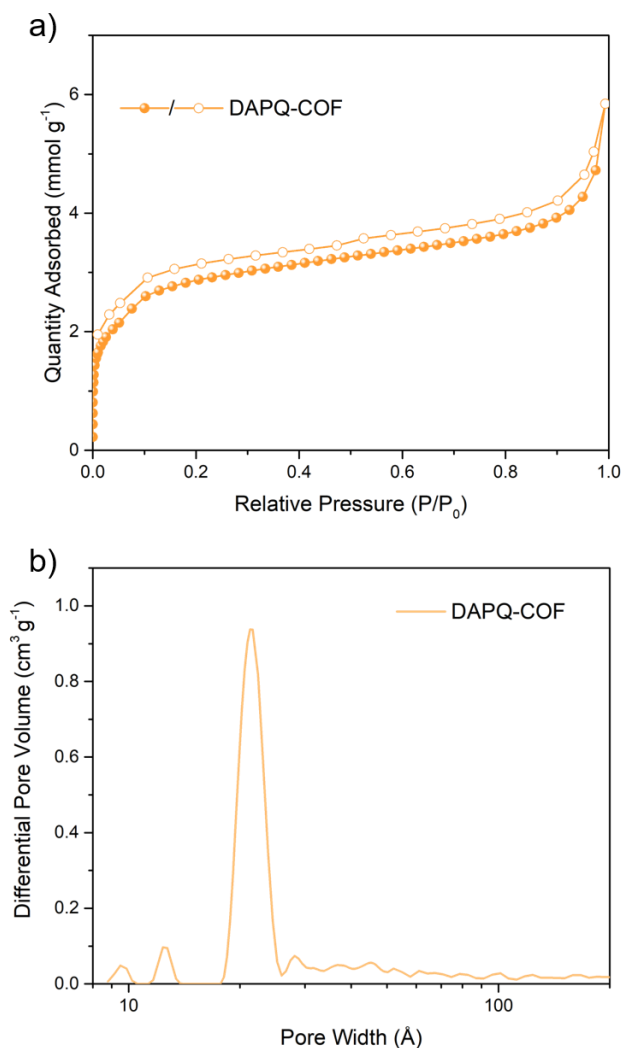 a)
6
4
2
0
/ DAPQ-COF
Quantity Adsorbed (mmol g⁻¹)
0.0 0.2 0.4 0.6 0.8 1.0
Relative Pressure (P/P₀)
b)
1.0
0.8
0.6
0.4
0.2
0.0
DAPQ-COF
Differential Pore Volume (cm³ g⁻¹)
10 100
Pore Width (Å)